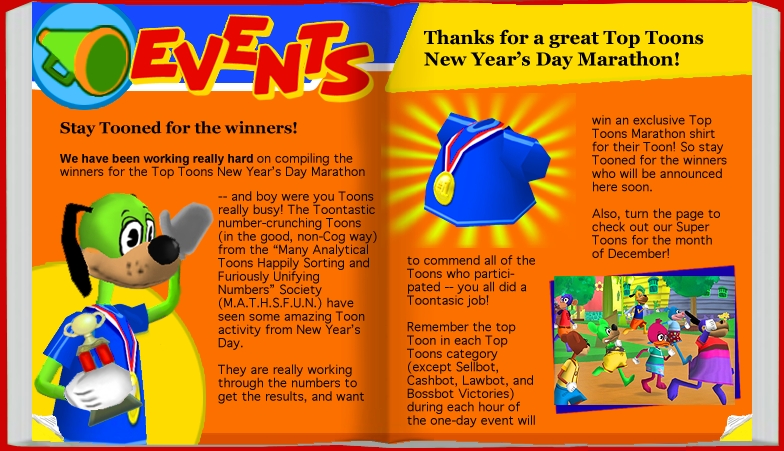 EVENTS
Stay Tooned for the winners!
We have been working really hard on compiling the
winners for the Top Toons New Year's Day Marathon
-- and boy were you Toons
really busy! The Toontastic
number-crunching Toons
(in the good, non-Cog way)
from the "Many Analytical
Toons Happily Sorting and
Furiously Unifying
Numbers" Society
(M.A.T.H.S.F.U.N.) have
seen some amazing Toon
activity from New Year's
Day.
They are really working
through the numbers to
get the results, and want
Thanks for a great Top Toons
New Year's Day Marathon!
to commend all of the
Toons who partici-
pated -- you all did a
Toontasic job!
Remember the top
Toon in each Top
Toons category
(except Sellbot,
Cashbot, Lawbot, and
Bossbot Victories)
during each hour of
the one-day event will
win an exclusive Top
Toons Marathon shirt
for their Toon! So stay
Tooned for the winners
who will be announced
here soon.
Also, turn the page to
check out our Super
Toons for the month
of December!